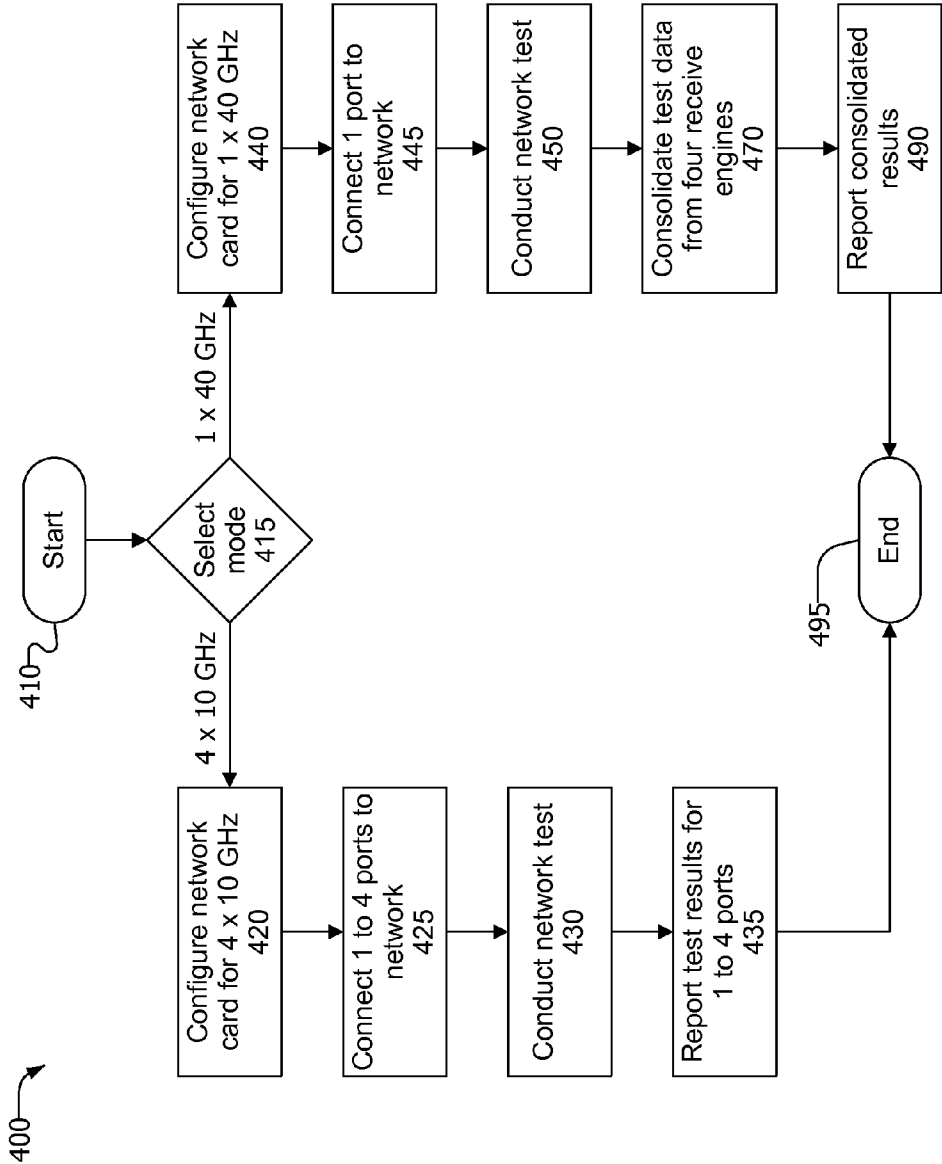 400
410
Start
Select
mode
415
4 x 10 GHz
1 x 40 GHz
Configure network
card for 4 x 10 GHz
420
Connect 1 to 4 ports to
network
425
Conduct network test
430
Report test results for
1 to 4 ports
435
Configure network
card for 1 x 40 GHz
440
Connect 1 port to
network
445
Conduct network test
450
Consolidate test data
from four receive
engines
470
Report consolidated
results
490
495
End